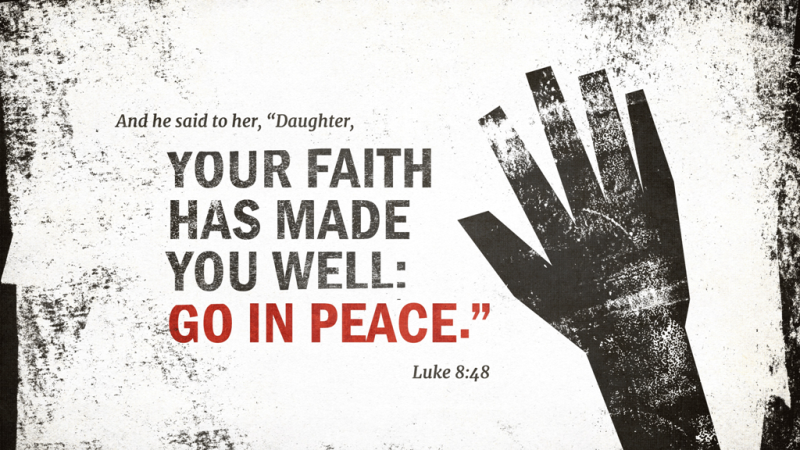 And he said to her, “Daughter,
YOUR FAITH
HAS MADE
YOU WELL:
GO IN PEACE.”
Luke 8:48